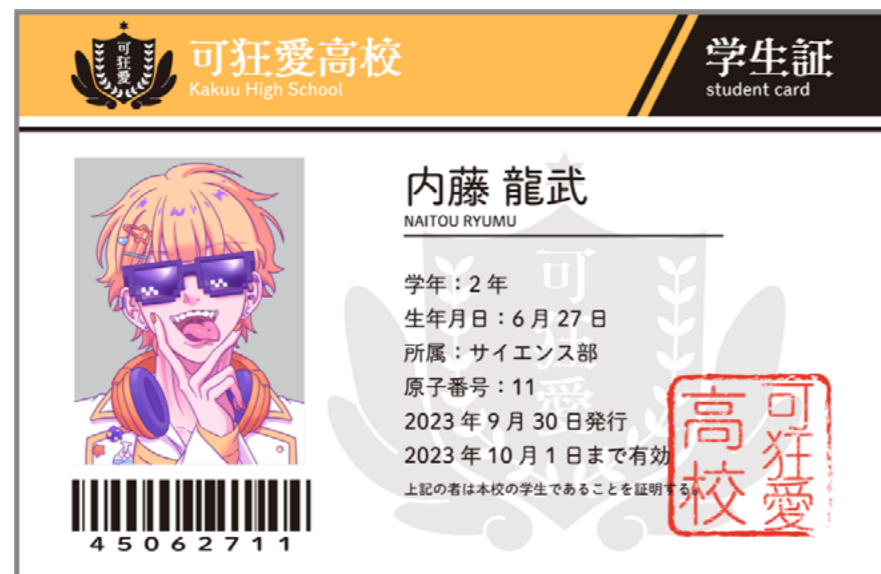 可狂愛
可狂愛高校
Kakuu High School
学生証
student card
内藤 龍武
NAITOU RYUMU
学年：2年
生年月日：6月27日
所属：サイエンス部
原子番号：11
2023年9月30日発行
2023年10月1日まで有効
上記の者は本校の学生であることを証明する。
可狂愛
可狂愛
高校
45062711